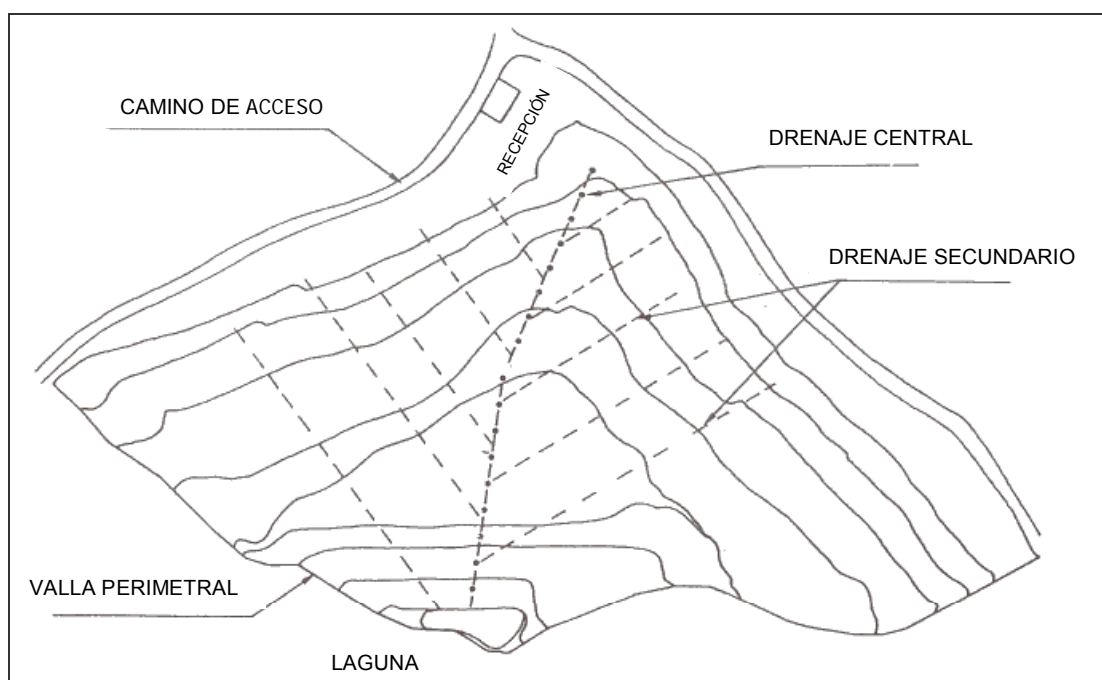 CAMINO DE ACCESO
RECEPCIÓN
DRENAJE CENTRAL
DRENAJE SECUNDARIO
VALLA PERIMETRAL
LAGUNA